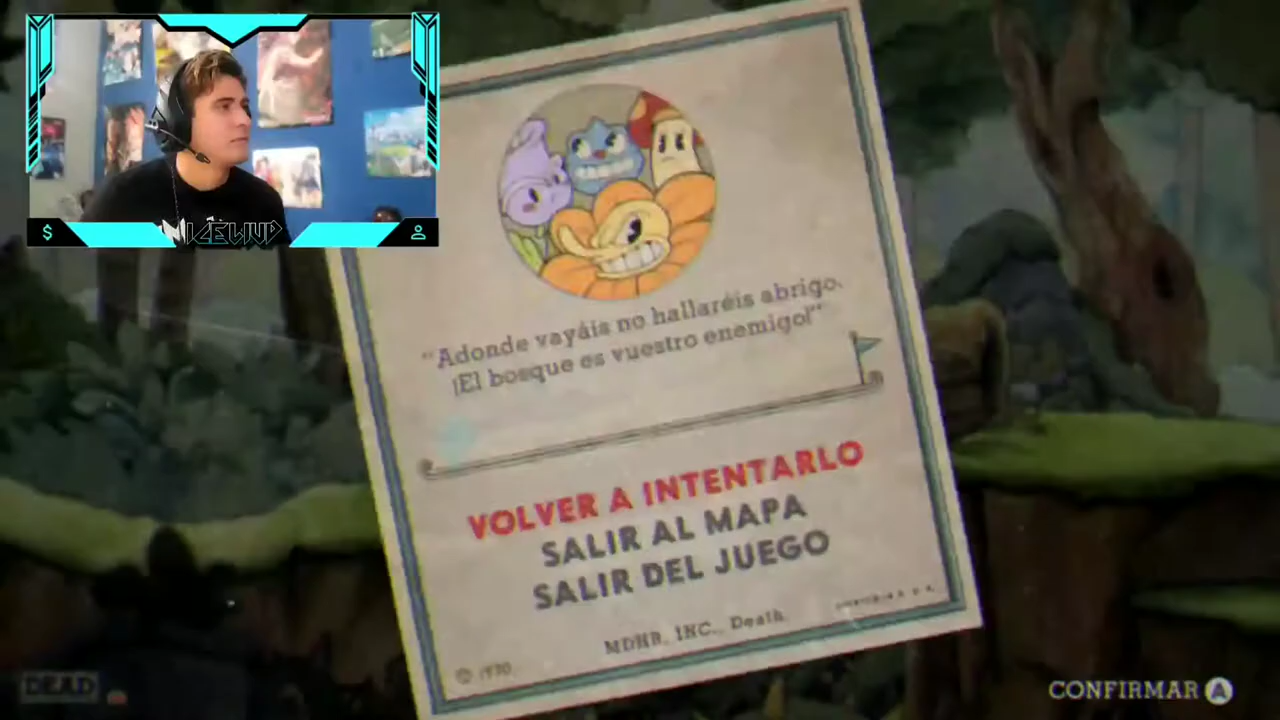 "Adonde vayáis no hallaréis abrigo.
¡El bosque es vuestro enemigo!"
VOLVER A INTENTARLO
SALIR AL MAPA
SALIR DEL JUEGO
MDHR. INC., Death.
© 1930
DEAD
CONFIRMAR A